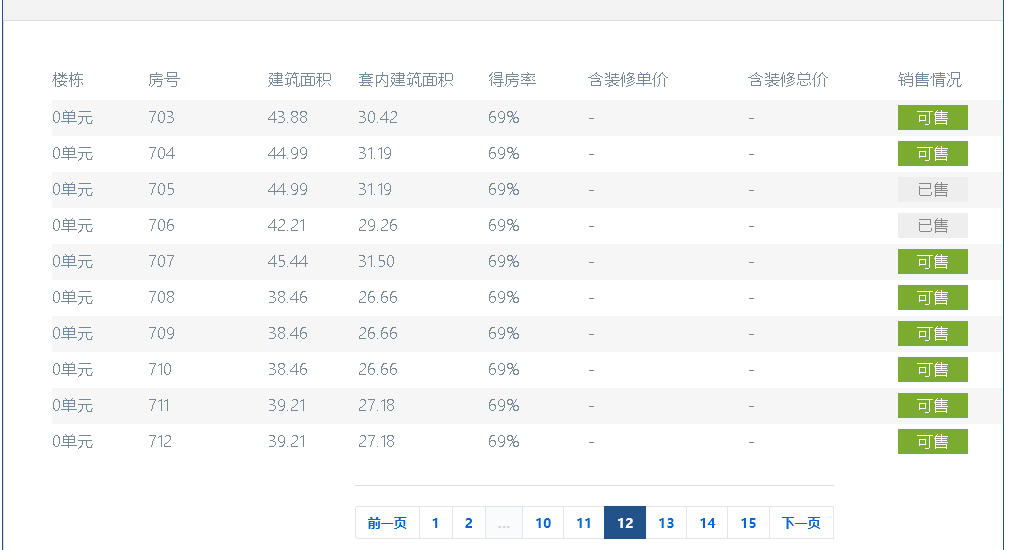 楼栋 房号 建筑面积 套内建筑面积 得房率 含装修单价 含装修总价 销售情况
0单元 703 43.88 30.42 69% - - 可售
0单元 704 44.99 31.19 69% - - 可售
0单元 705 44.99 31.19 69% - - 已售
0单元 706 42.21 29.26 69% - - 已售
0单元 707 45.44 31.50 69% - - 可售
0单元 708 38.46 26.66 69% - - 可售
0单元 709 38.46 26.66 69% - - 可售
0单元 710 38.46 26.66 69% - - 可售
0单元 711 39.21 27.18 69% - - 可售
0单元 712 39.21 27.18 69% - - 可售
前一页 1 2 ... 10 11 12 13 14 15 下一页